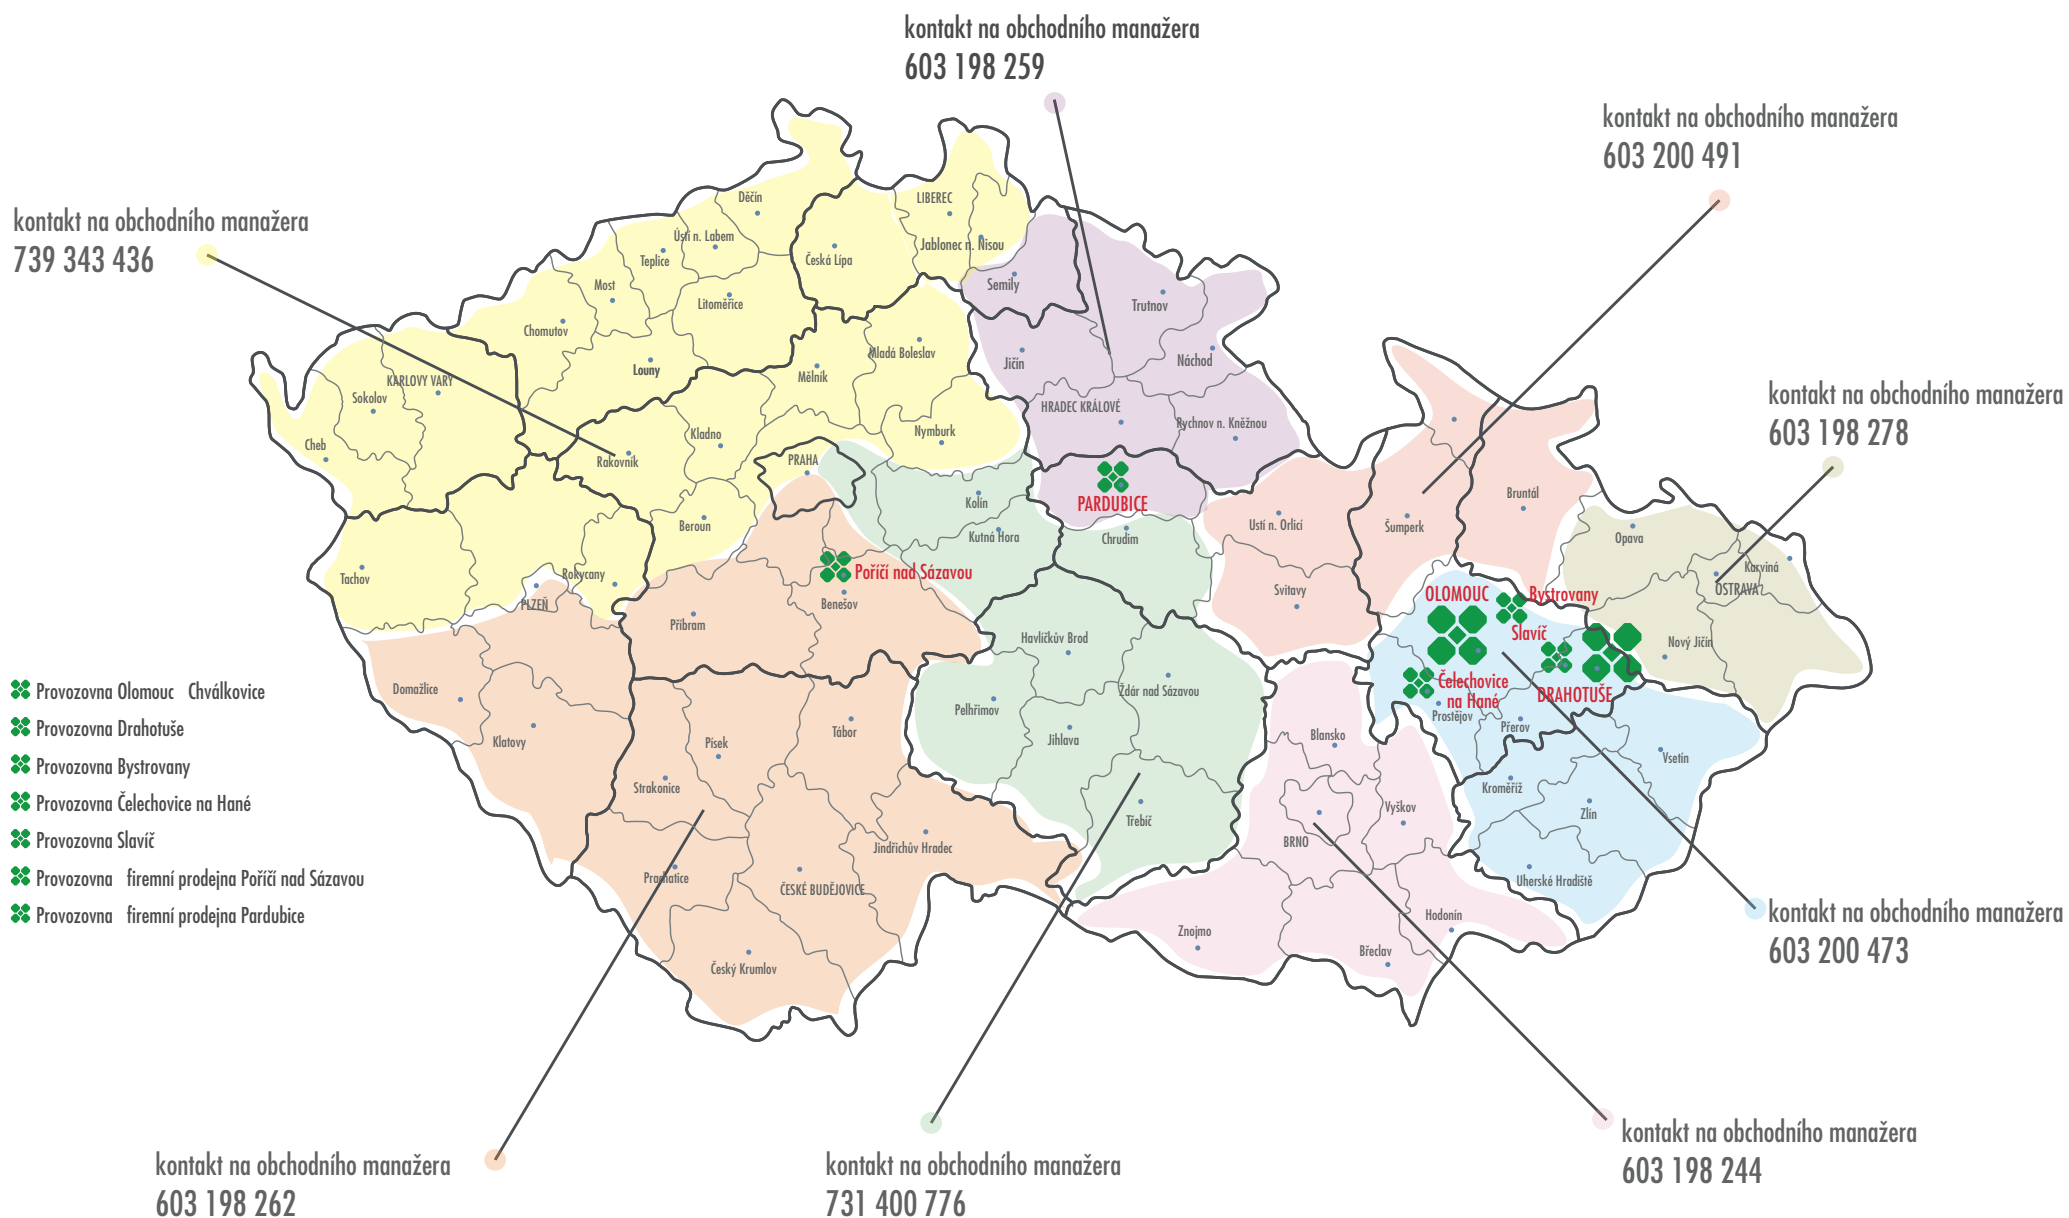 kontakt na obchodního manažera
603 198 259
kontakt na obchodního manažera
603 200 491
kontakt na obchodního manažera
739 343 436
kontakt na obchodního manažera
603 198 278
Děčín
LIBEREC
Ústí n. Labem
Jablonec n. Nisou
Teplice
Česká Lípa
Most
Litoměřice
Semily
Trutnov
Chomutov
Mladá Boleslav
Jičín
Náchod
Louny
Mělník
KARLOVY VARY
Sokolov
HRADEC KRÁLOVÉ
Rychnov n. Kněžnou
Cheb
Kladno
Nymburk
Rakovník
PRAHA
Kolín
PARDUBICE
Bruntál
Beroun
Kutná Hora
Chrudim
Ustí n. Orlicí
Šumperk
Opava
Karviná
OSTRAVA
Tachov
Rokycany
PLZEŇ
Poříčí nad Sázavou
Benešov
Svitavy
OLOMOUC
Bystrovany
Příbram
Havlíčkův Brod
Slavíč
Nový Jičín
Domažlice
Ždár nad Sázavou
Čelechovice
na Hané
DRAHOTUŠE
Pelhřimov
Prostějov
Přerov
Klatovy
Písek
Tábor
Jihlava
Blansko
Vsetín
Strakonice
Kroměříž
Třebíč
Vyškov
Zlín
Jindřichův Hradec
BRNO
Prachatice
ČESKÉ BUDĚJOVICE
Uherské Hradiště
Hodonín
Znojmo
Břeclav
Český Krumlov
Provozovna Olomouc Chválkovice
Provozovna Drahotuše
Provozovna Bystrovany
Provozovna Čelechovice na Hané
Provozovna Slavíč
Provozovna firemní prodejna Poříčí nad Sázavou
Provozovna firemní prodejna Pardubice
kontakt na obchodního manažera
603 200 473
kontakt na obchodního manažera
603 198 244
kontakt na obchodního manažera
603 198 262
kontakt na obchodního manažera
731 400 776